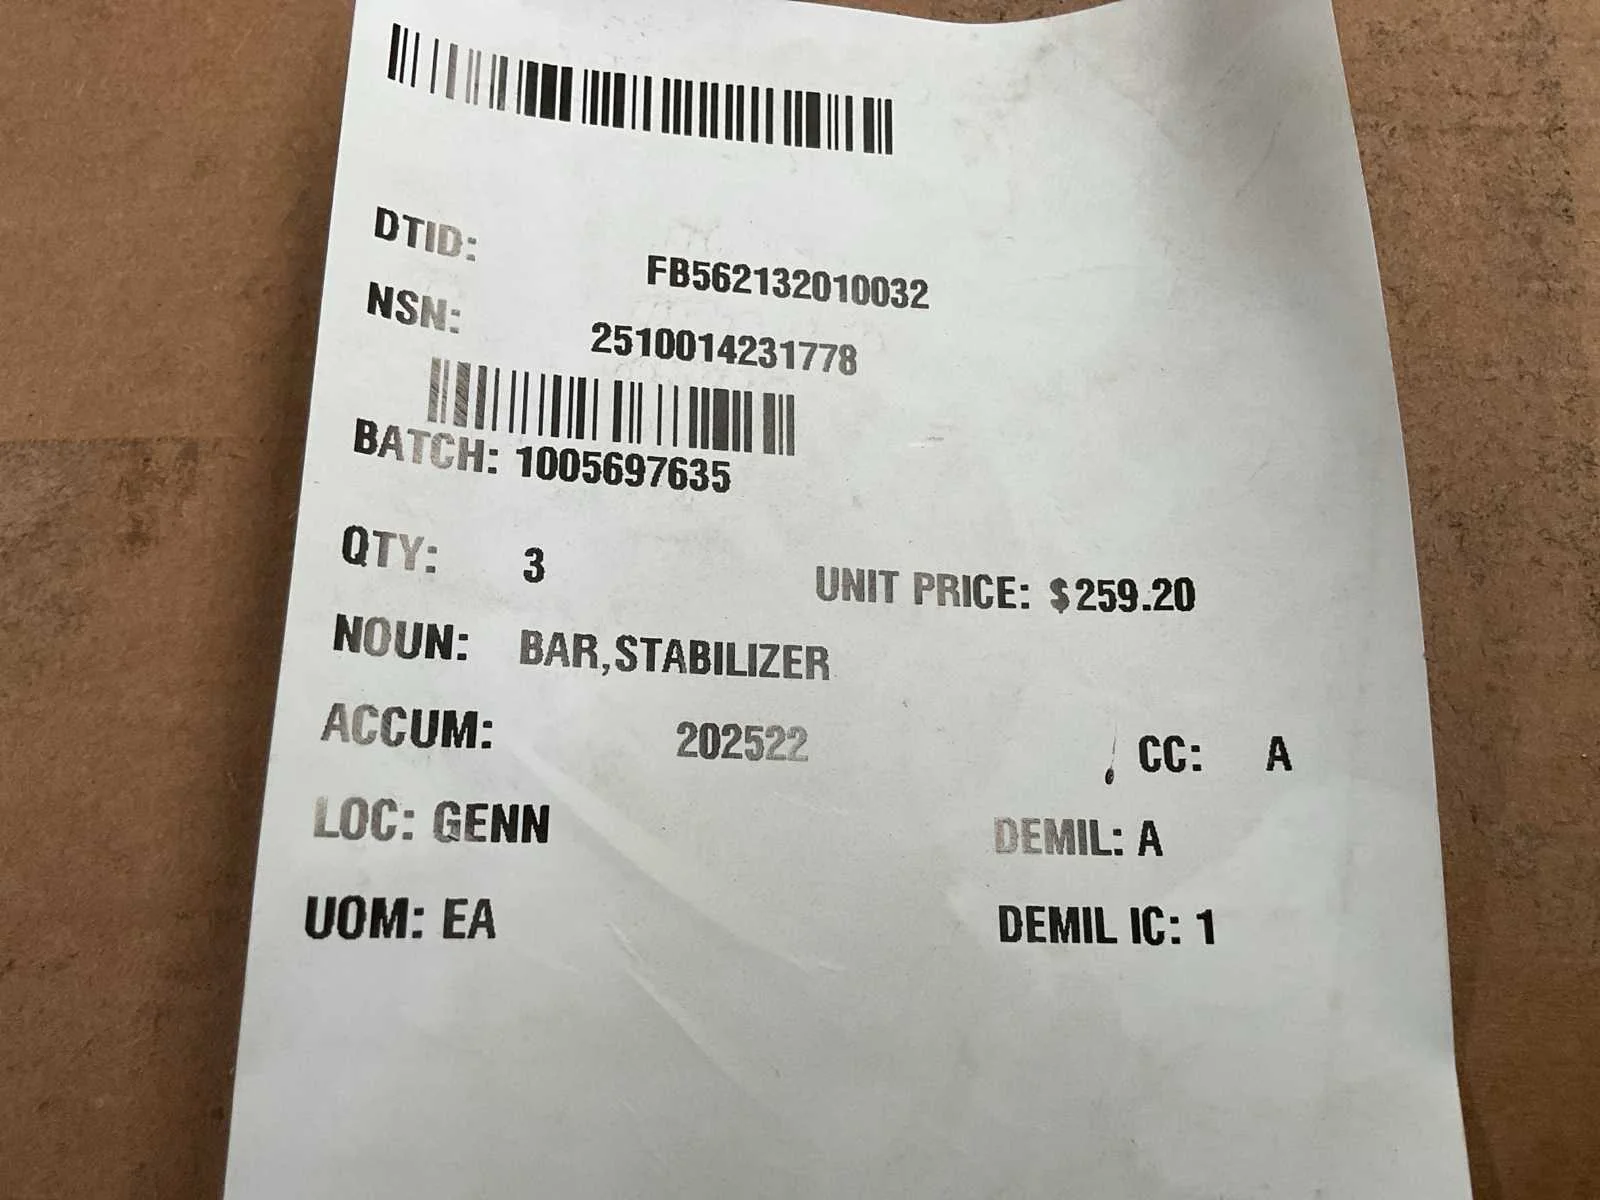 DTID: FB562132010032
NSN: 2510014231778
BATCH: 1005697635
QTY: 3 UNIT PRICE: $259.20
NOUN: BAR,STABILIZER
ACCUM: 202522 CC: A
LOC: GENN DEMIL: A
UOM: EA DEMIL IC: 1